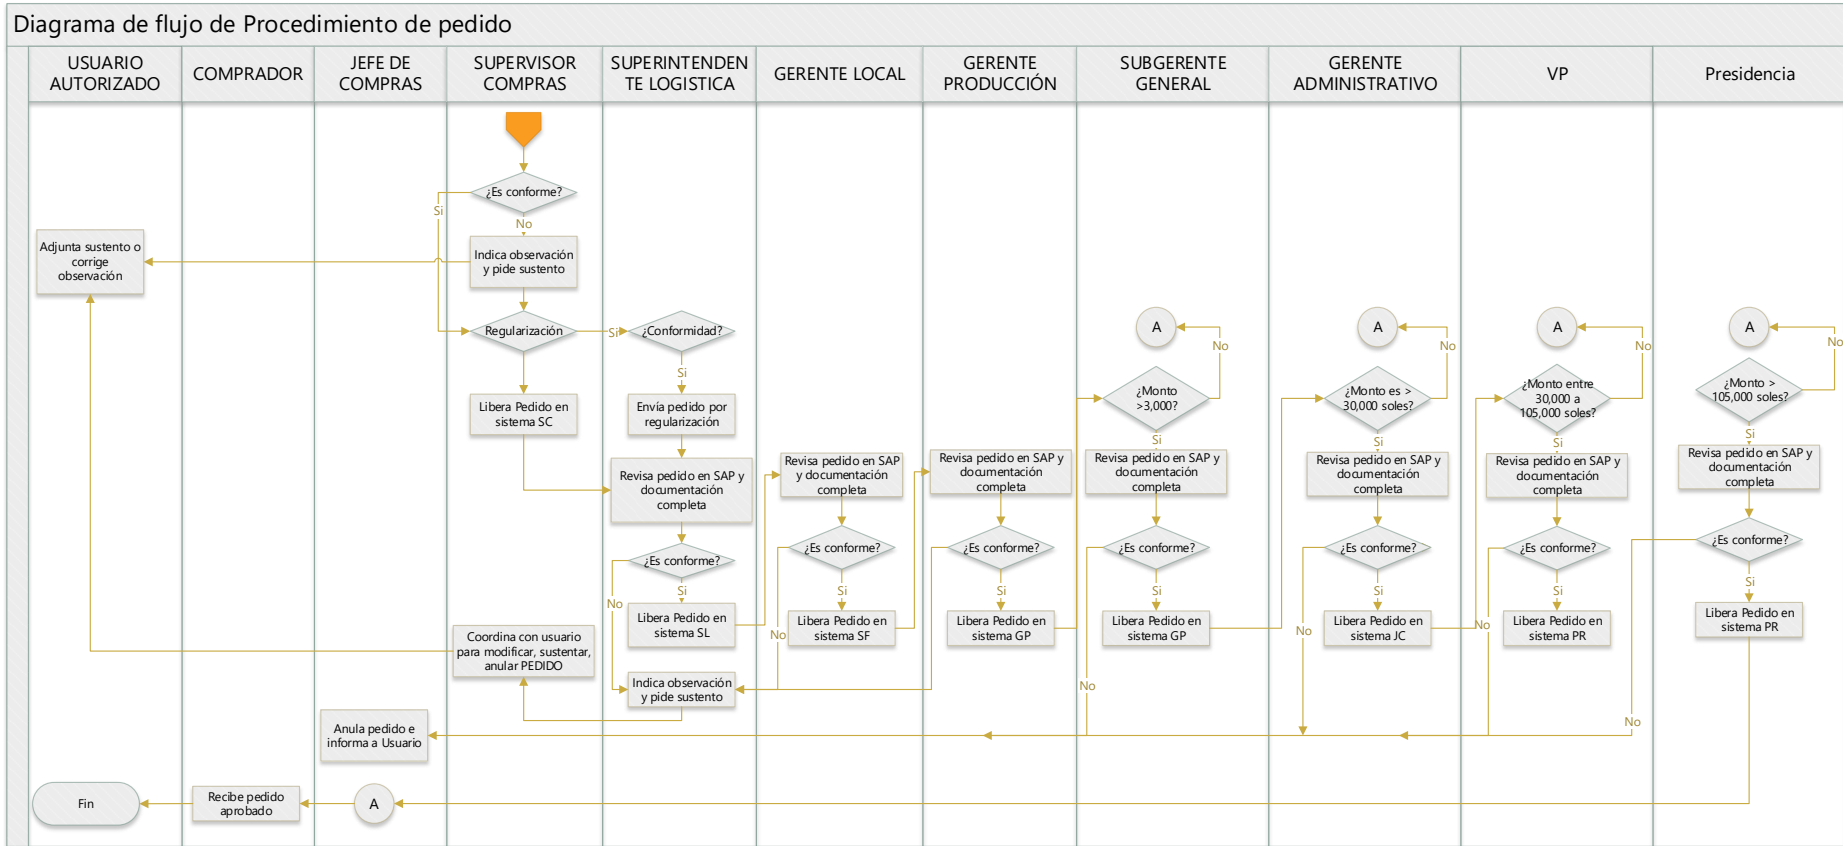 Diagrama de flujo de Procedimiento de pedido
USUARIO
AUTORIZADO
COMPRADOR
JEFE DE
COMPRAS
SUPERVISOR
COMPRAS
SUPERINTENDEN
TE LOGISTICA
GERENTE LOCAL
GERENTE
PRODUCCIÓN
SUBGERENTE
GENERAL
GERENTE
ADMINISTRATIVO
VP
Presidencia
Adjunta sustento o
corrige
observación
Fin
Recibe pedido
aprobado
Anula pedido e
informa a Usuario
A
¿Es conforme?
Si
No
Indica observación
y pide sustento
Regularización
Si
Libera Pedido en
sistema SC
Coordina con usuario
para modificar, sustentar,
anular PEDIDO
¿Conformidad?
Si
Envía pedido por
regularización
Revisa pedido en SAP y
documentación
completa
¿Es conforme?
No
Si
Libera Pedido en
sistema SL
Indica observación
y pide sustento
Revisa pedido en SAP
y documentación
completa
¿Es conforme?
Si
No
Libera Pedido en
sistema SF
Revisa pedido en SAP y
documentación
completa
¿Es conforme?
Si
Libera Pedido en
sistema GP
A
No
¿Monto
>3,000?
Si
Revisa pedido en SAP y
documentación
completa
¿Es conforme?
Si
Libera Pedido en
sistema GP
No
A
No
¿Monto es >
30,000 soles?
Si
Revisa pedido en SAP y
documentación
completa
¿Es conforme?
Si
No
Libera Pedido en
sistema JC
A
No
¿Monto entre
30,000 a
105,000 soles?
Si
Revisa pedido en SAP y
documentación
completa
¿Es conforme?
Si
No
Libera Pedido en
sistema PR
A
No
¿Monto >
105,000 soles?
Si
Revisa pedido en SAP y
documentación
completa
¿Es conforme?
Si
Libera Pedido en
sistema PR
No